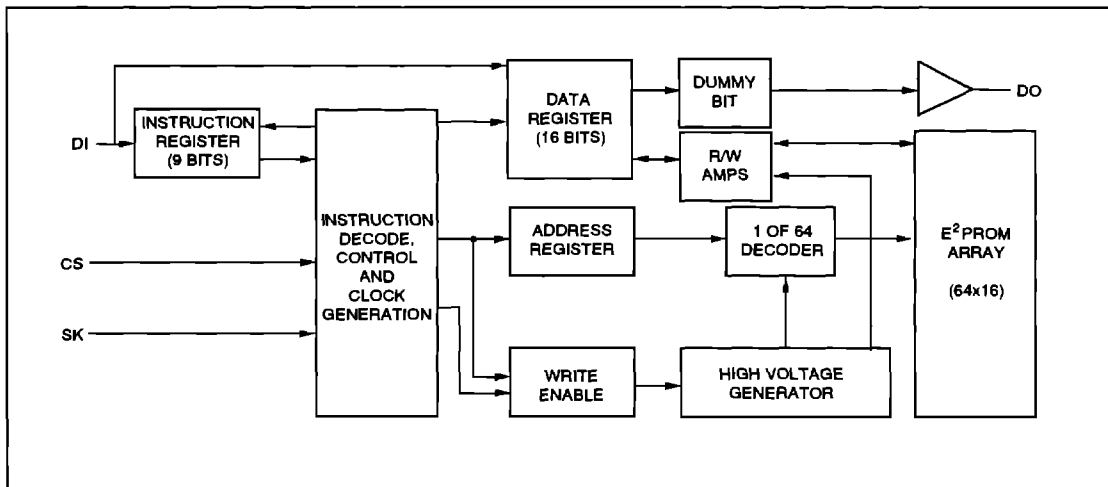 DI
INSTRUCTION
REGISTER
(9 BITS)
CS
SK
INSTRUCTION
DECODE,
CONTROL
AND
CLOCK
GENERATION
DATA
REGISTER
(16 BITS)
DUMMY
BIT
DO
R/W
AMPS
ADDRESS
REGISTER
1 OF 64
DECODER
WRITE
ENABLE
HIGH VOLTAGE
GENERATOR
E²PROM
ARRAY
(64x16)